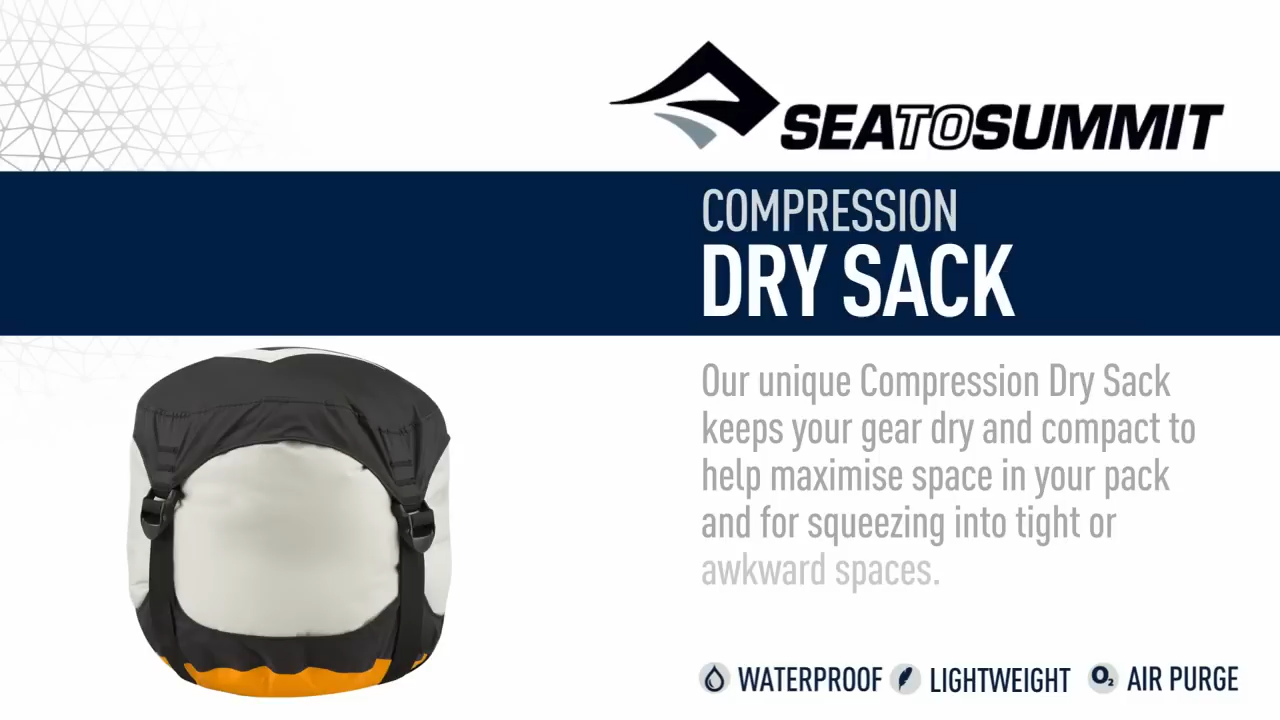 SEATOSUMMIT
COMPRESSION
DRY SACK
Our unique Compression Dry Sack
keeps your gear dry and compact to
help maximise space in your pack
and for squeezing into tight or
awkward spaces.
WATERPROOF LIGHTWEIGHT O₂ AIR PURGE